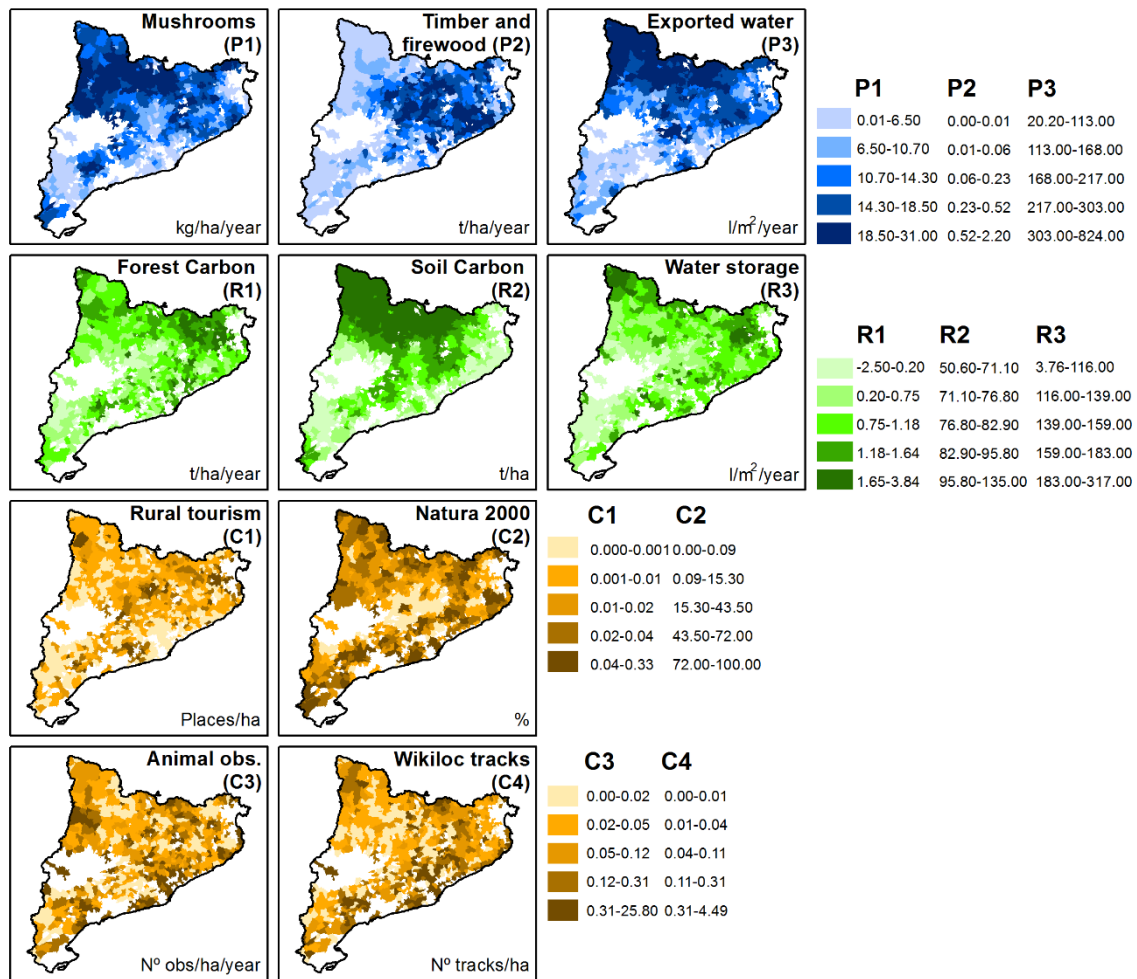 Mushrooms
(P1)
kg/ha/year
Timber and
firewood (P2)
t/ha/year
Exported water
(P3)
l/m²/year
P1 P2 P3
0.01-6.50 0.00-0.01 20.20-113.00
6.50-10.70 0.01-0.06 113.00-168.00
10.70-14.30 0.06-0.23 168.00-217.00
14.30-18.50 0.23-0.52 217.00-303.00
18.50-31.00 0.52-2.20 303.00-824.00
Forest Carbon
(R1)
t/ha/year
Soil Carbon
(R2)
t/ha
Water storage
(R3)
l/m²/year
R1 R2 R3
-2.50-0.20 50.60-71.10 3.76-116.00
0.20-0.75 71.10-76.80 116.00-139.00
0.75-1.18 76.80-82.90 139.00-159.00
1.18-1.64 82.90-95.80 159.00-183.00
1.65-3.84 95.80-135.00 183.00-317.00
Rural tourism
(C1)
Places/ha
Natura 2000
(C2)
%
C1 C2
0.000-0.001 0.00-0.09
0.001-0.01 0.09-15.30
0.01-0.02 15.30-43.50
0.02-0.04 43.50-72.00
0.04-0.33 72.00-100.00
Animal obs.
(C3)
Nº obs/ha/year
Wikiloc tracks
(C4)
Nº tracks/ha
C3 C4
0.00-0.02 0.00-0.01
0.02-0.05 0.01-0.04
0.05-0.12 0.04-0.11
0.12-0.31 0.11-0.31
0.31-25.80 0.31-4.49